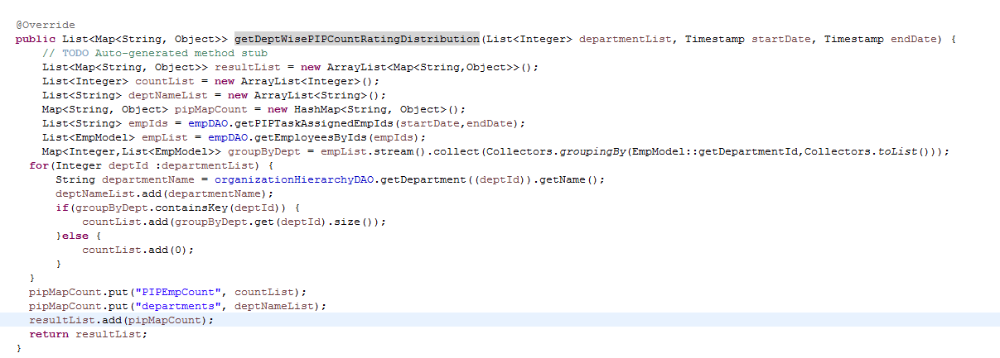 @Override
public List<Map<String, Object>> getDeptWisePIPCountRatingDistribution(List<Integer> departmentList, Timestamp startDate, Timestamp endDate) {
    // TODO Auto-generated method stub
    List<Map<String, Object>> resultList = new ArrayList<Map<String,Object>>();
    List<Integer> countList = new ArrayList<Integer>();
    List<String> deptNameList = new ArrayList<String>();
    Map<String, Object> pipMapCount = new HashMap<String, Object>();
    List<String> empIds = empDAO.getPIPTaskAssignedEmpIds(startDate,endDate);
    List<EmpModel> empList = empDAO.getEmployeesByIds(empIds);
    Map<Integer,List<EmpModel>> groupByDept = empList.stream().collect(Collectors.groupingBy(EmpModel::getDepartmentId,Collectors.toList()));
  for(Integer deptId :departmentList) {
      String departmentName = organizationHierarchyDAO.getDepartment((deptId)).getName();
      deptNameList.add(departmentName);
      if(groupByDept.containsKey(deptId)) {
          countList.add(groupByDept.get(deptId).size());
      }else {
          countList.add(0);
      }
  }
  pipMapCount.put("PIPEmpCount", countList);
  pipMapCount.put("departments", deptNameList);
  resultList.add(pipMapCount);
  return resultList;
}